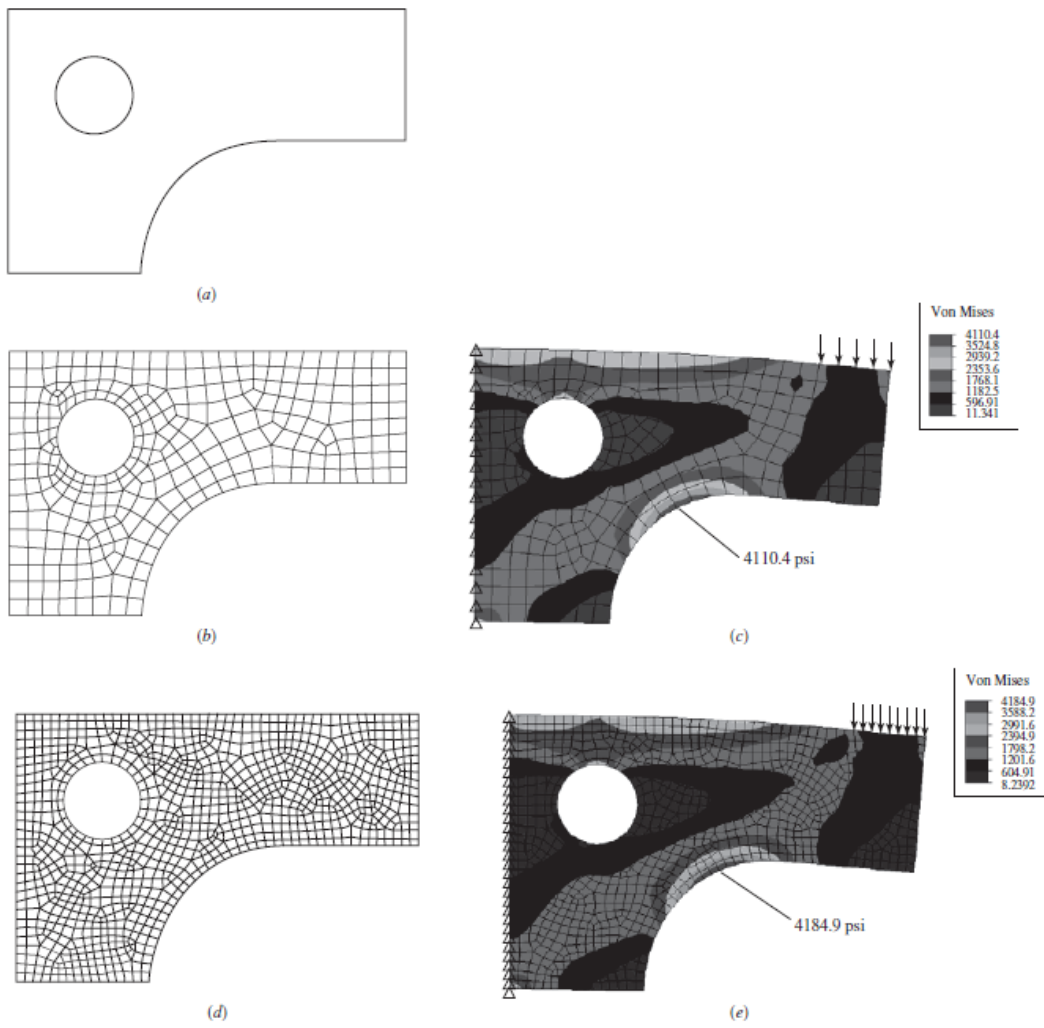 (a)
(b)
Von Mises
4110.4
3524.8
2939.2
2353.6
1768.1
1182.5
596.91
11.341
4110.4 psi
(c)
(d)
Von Mises
4184.9
3588.2
2991.6
2394.9
1798.2
1201.6
604.91
8.2392
4184.9 psi
(e)